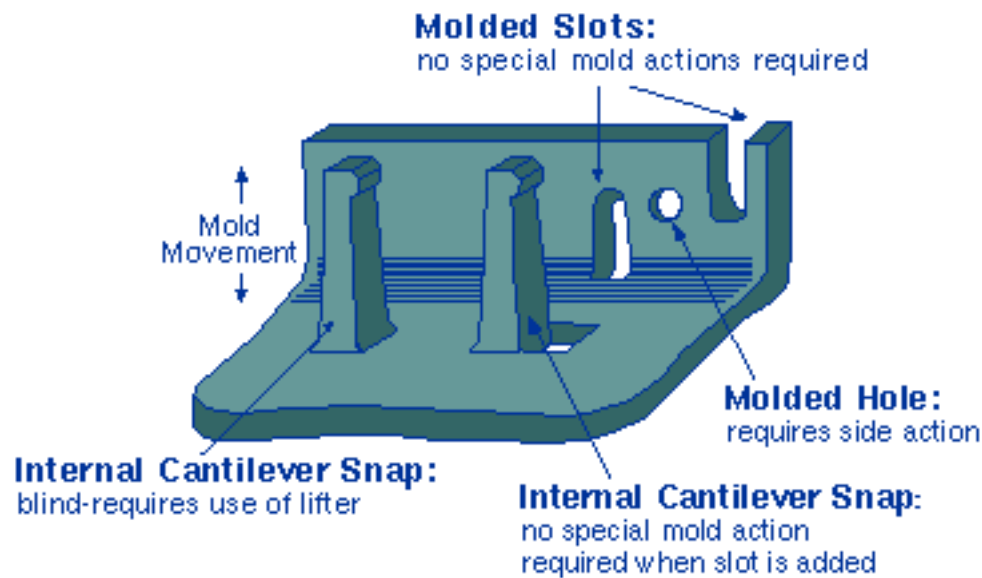 Molded Slots:
no special mold actions required
Mold
Movement
Molded Hole:
requires side action
Internal Cantilever Snap:
blind-requires use of lifter
Internal Cantilever Snap:
no special mold action
required when slot is added